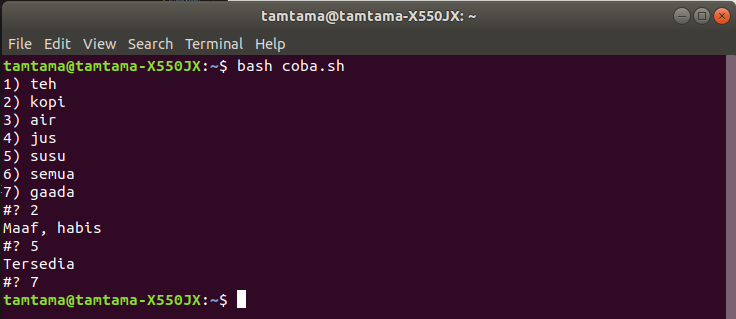 tamtama@tamtama-X550JX: ~
File Edit View Search Terminal Help
tamtama@tamtama-X550JX:~$ bash coba.sh
1) teh
2) kopi
3) air
4) jus
5) susu
6) semua
7) gaada
#? 2
Maaf, habis
#? 5
Tersedia
#? 7
tamtama@tamtama-X550JX:~$